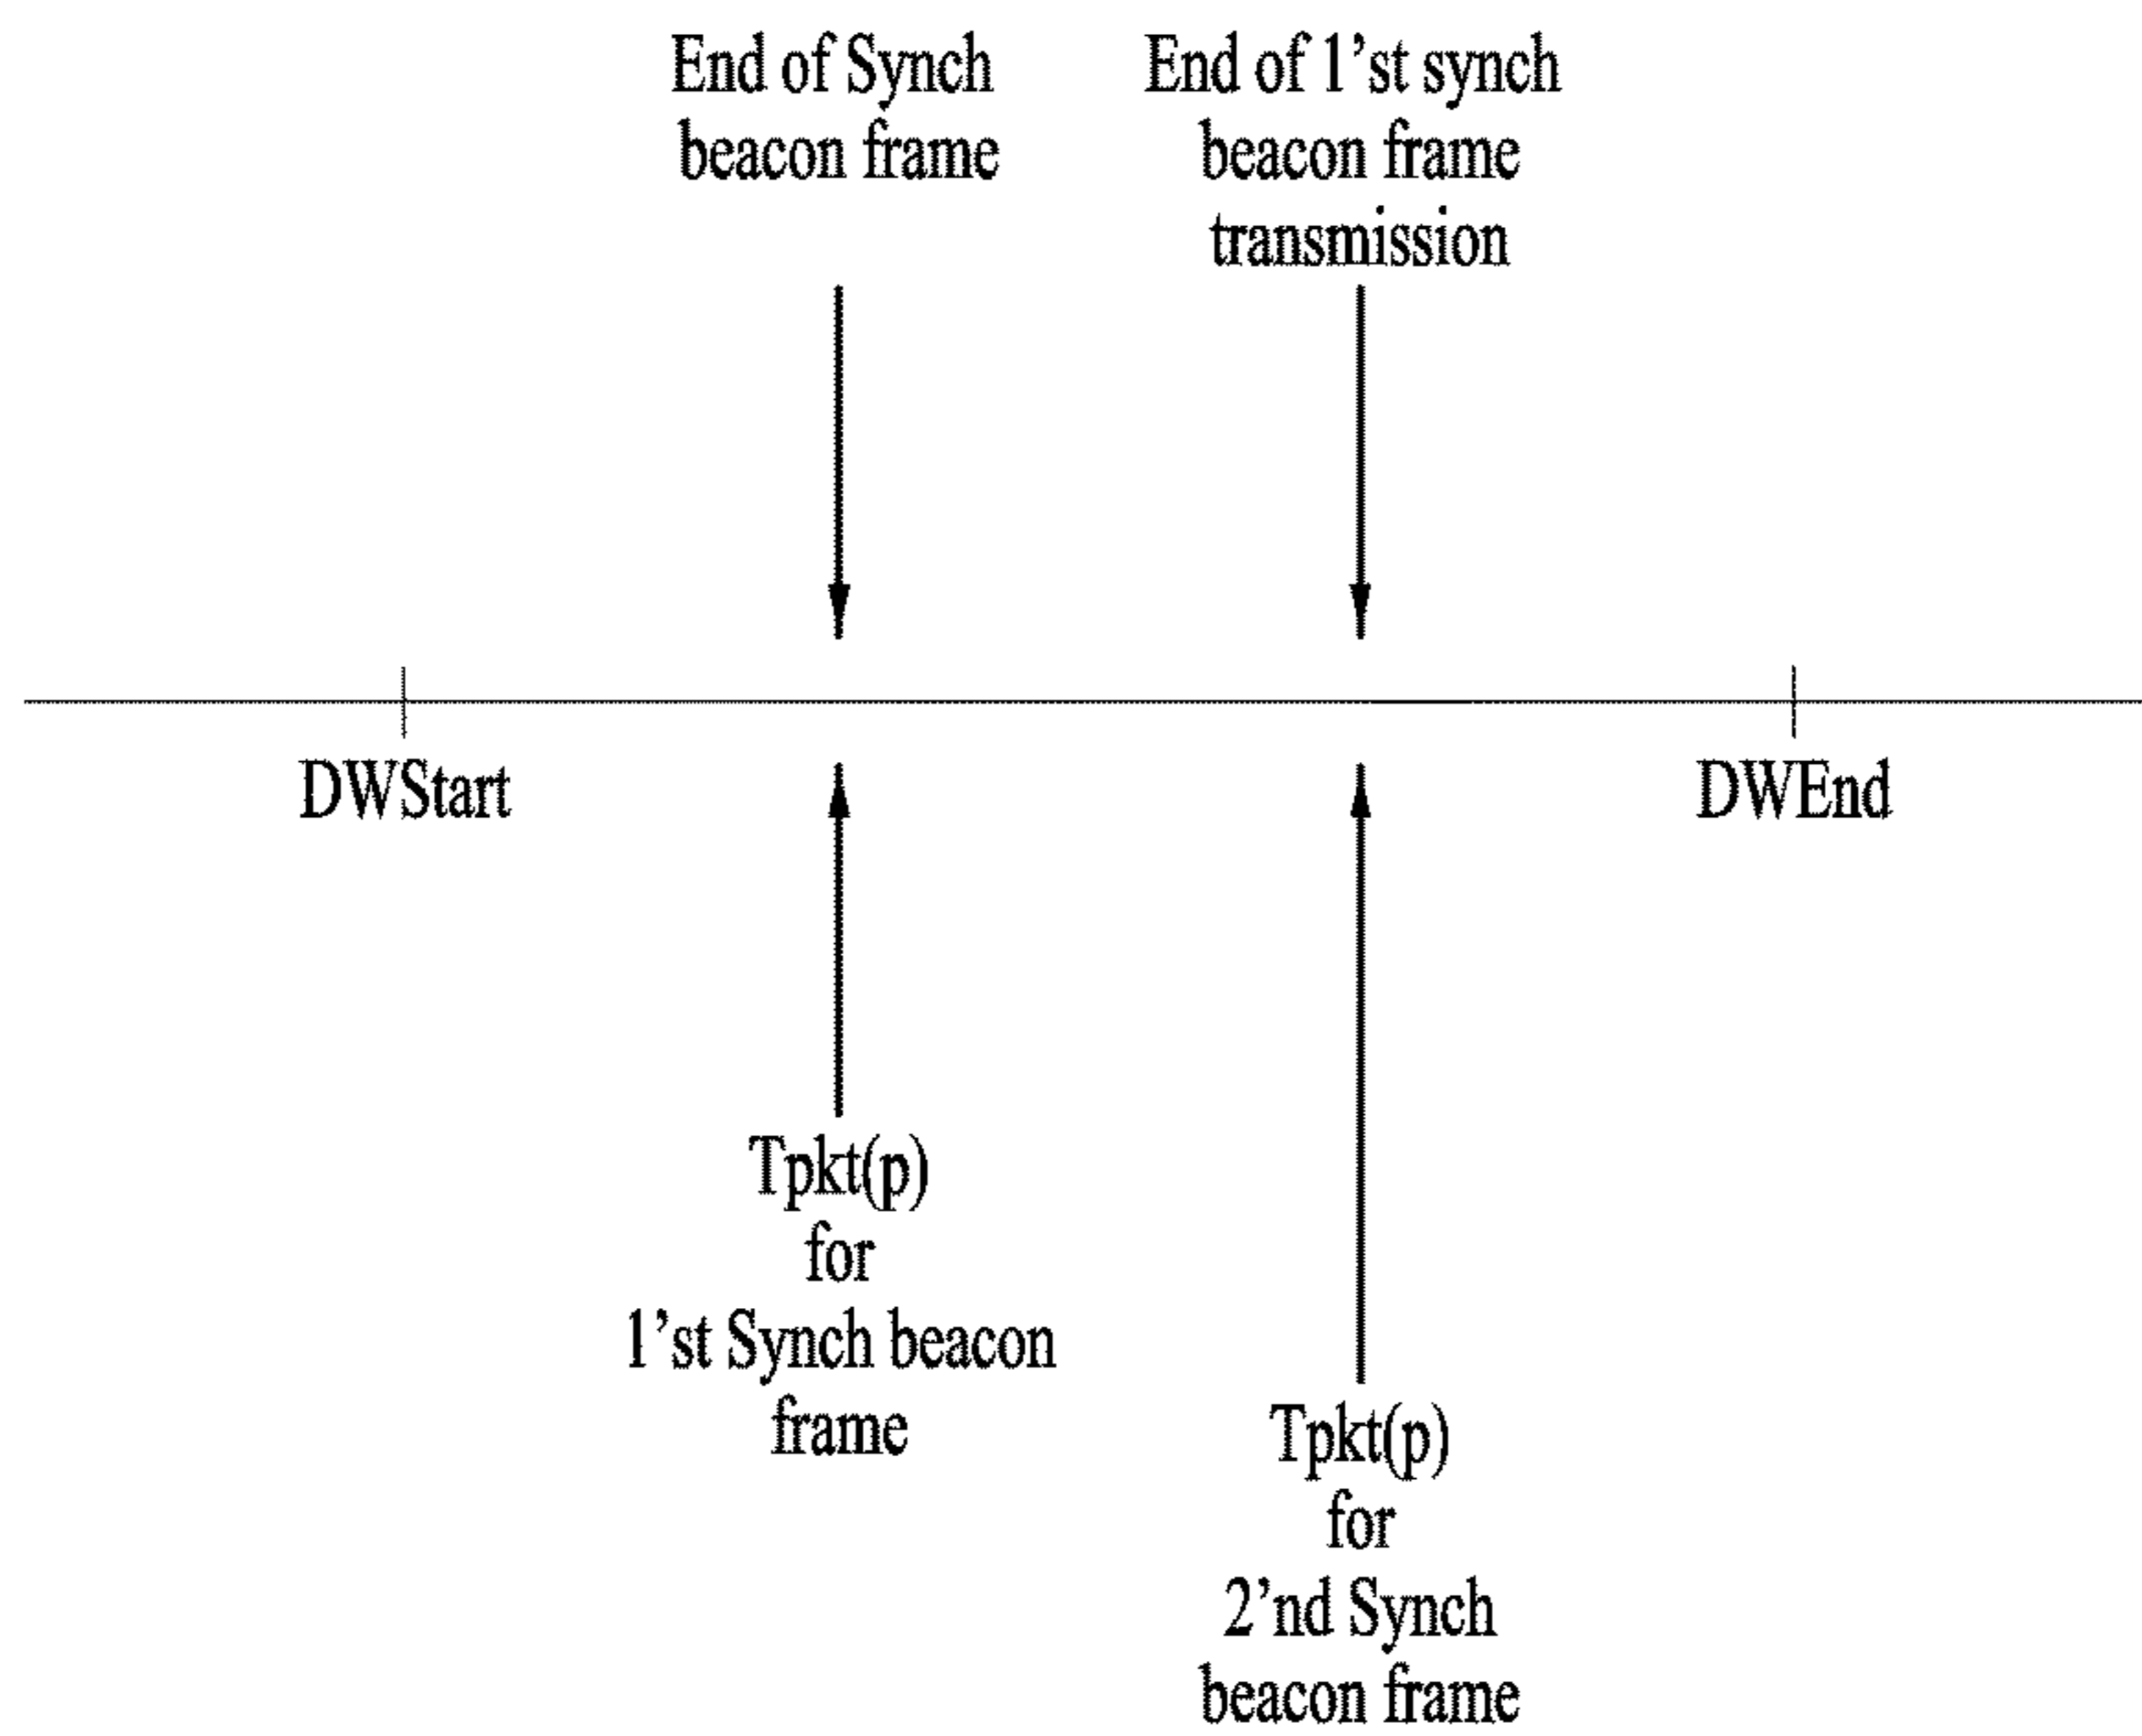 End of Synch
beacon frame
End of 1’st synch
beacon frame
transmission
DWStart
DWEnd
Tpkt(p)
for
1’st Synch beacon
frame
Tpkt(p)
for
2’nd Synch
beacon frame